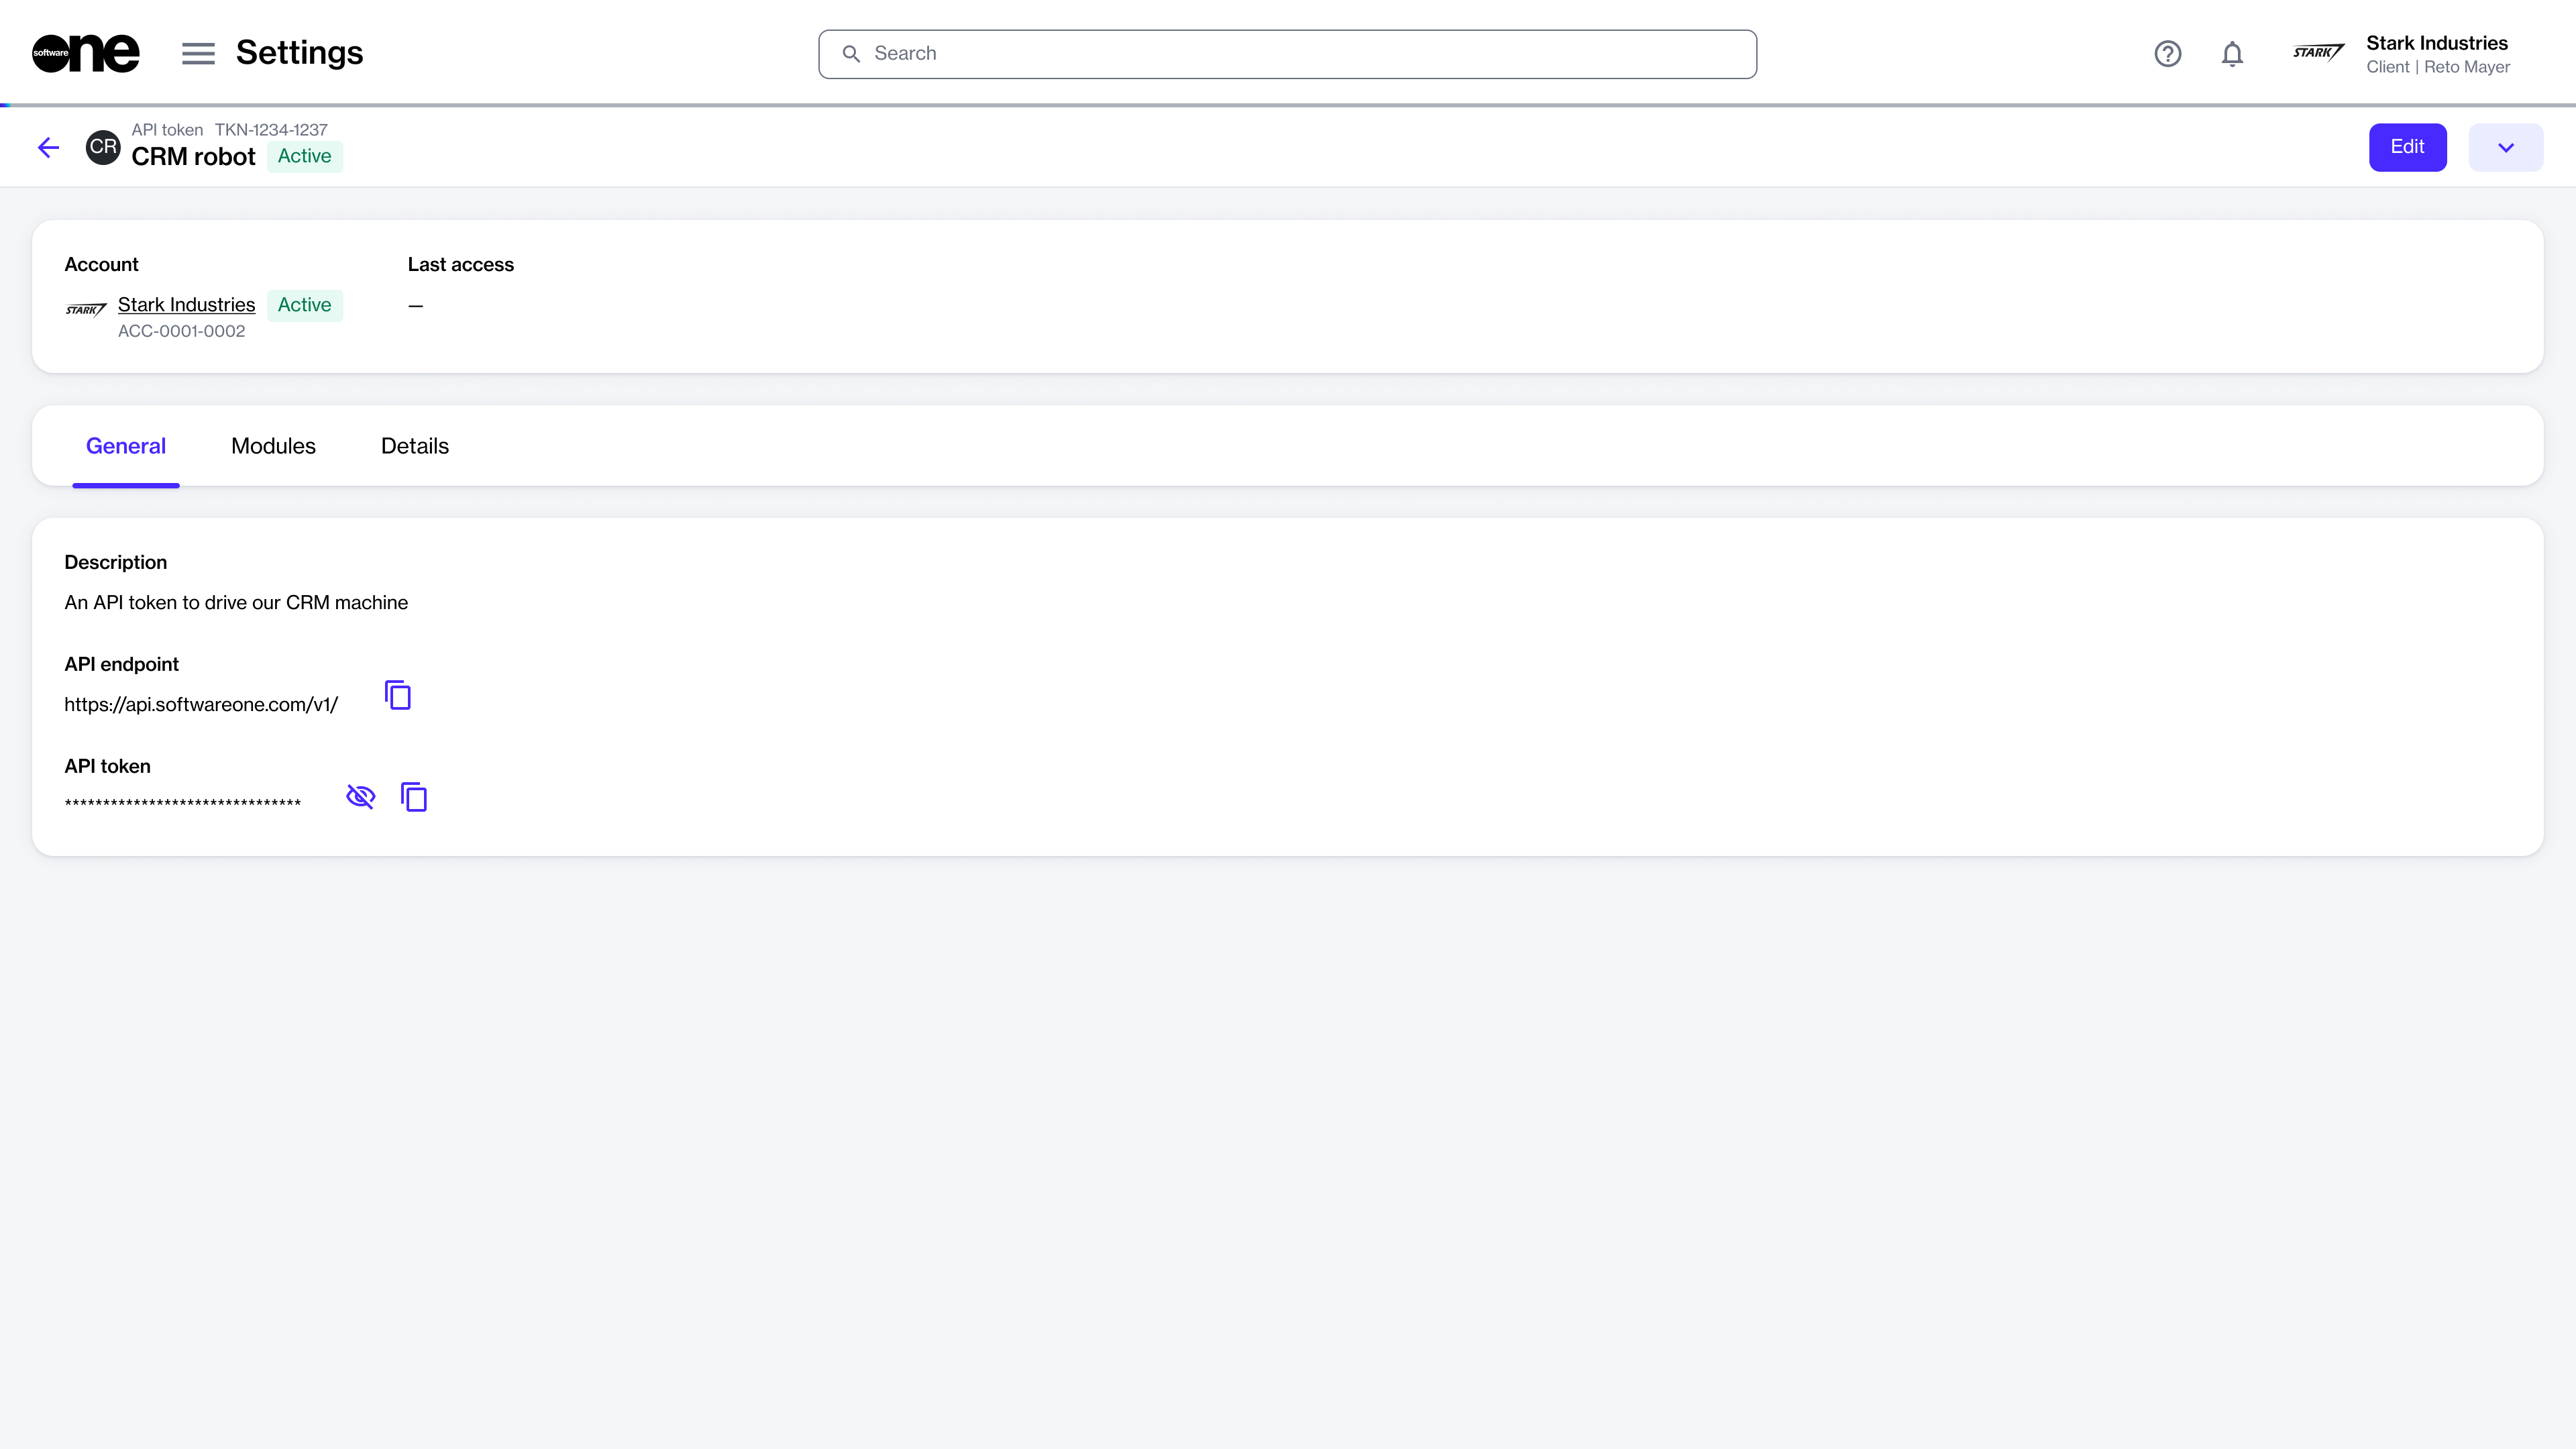 software one
Settings
Search
STARK
Stark Industries
Client | Reto Mayer
CR
API token TKN-1234-1237
CRM robot Active
Edit
Account
Last access
STARK
Stark Industries Active
—
ACC-0001-0002
General
Modules
Details
Description
An API token to drive our CRM machine
API endpoint
https://api.softwareone.com/v1/
API token
*******************************